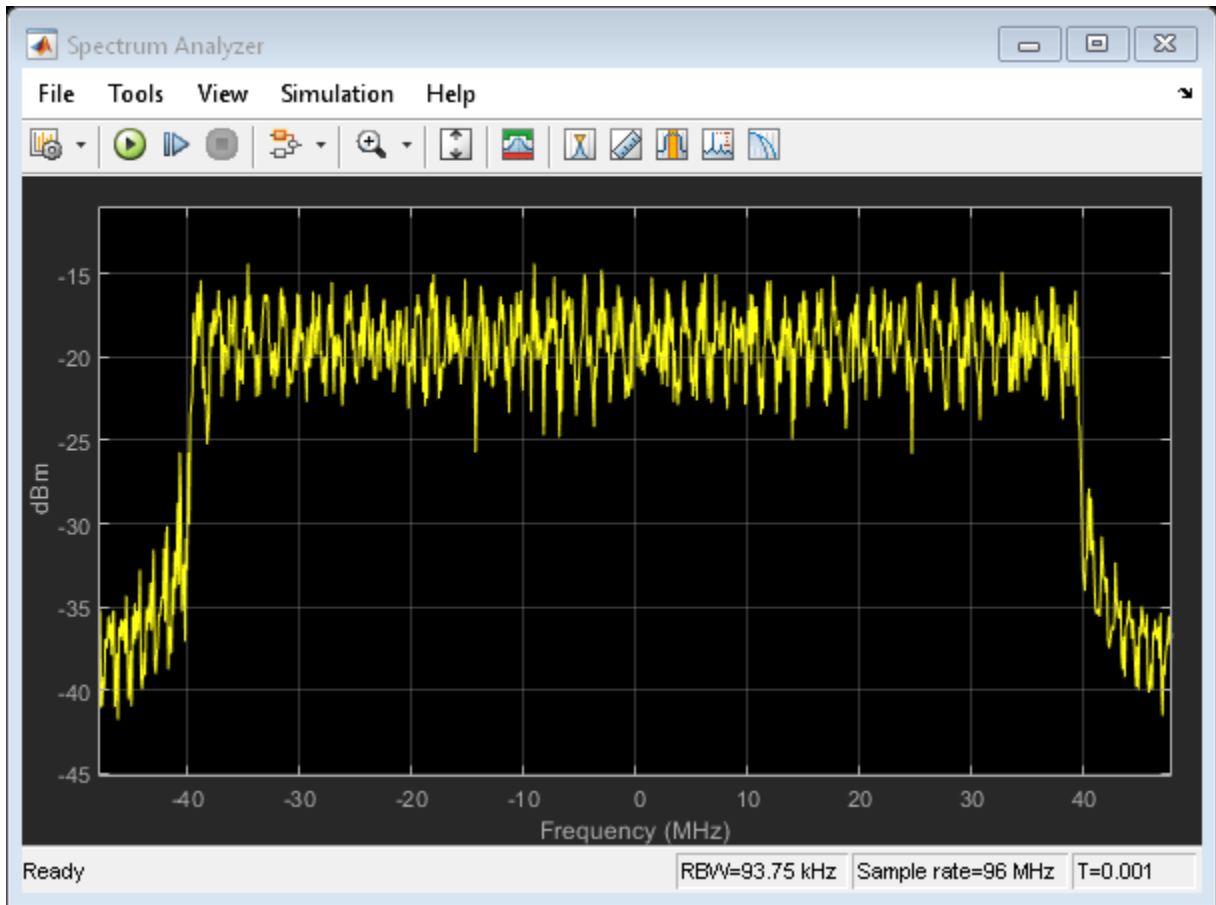 Spectrum Analyzer
File Tools View Simulation Help
-15
-20
-25
-30
-35
-40
-45
dBm
-40 -30 -20 -10 0 10 20 30 40
Frequency (MHz)
Ready RBW=93.75 kHz Sample rate=96 MHz T=0.001